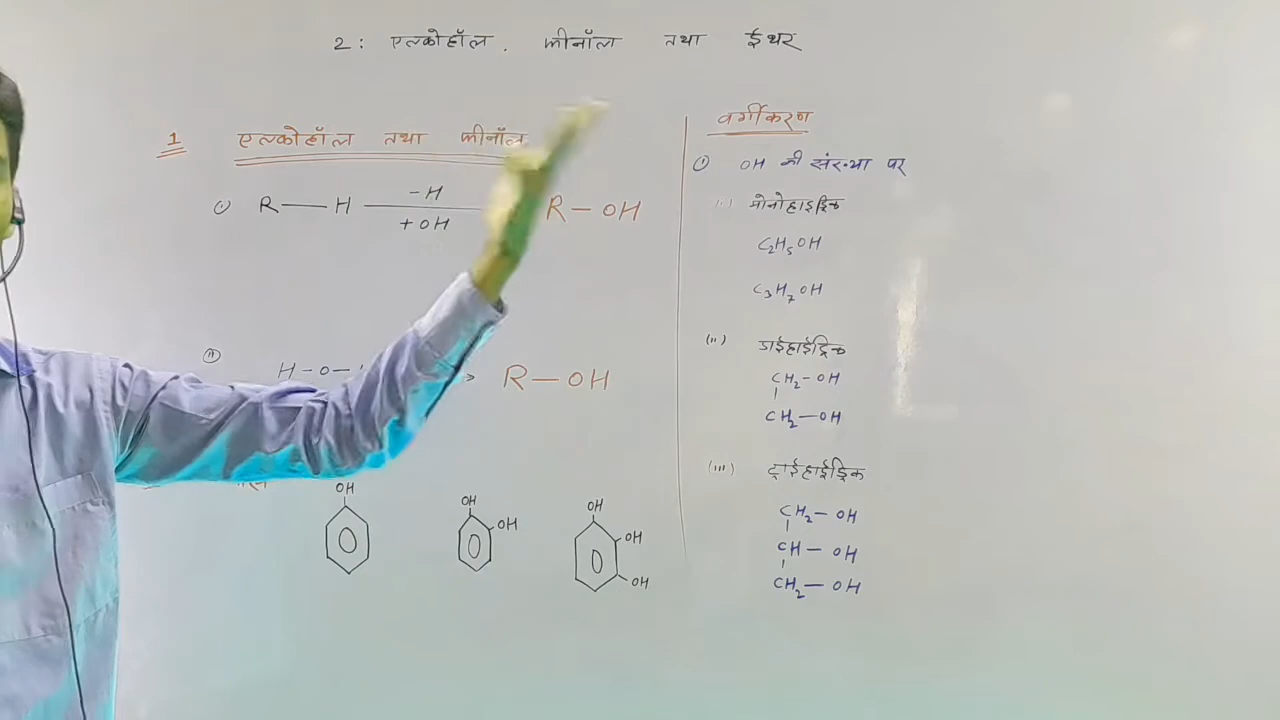 2: एल्कोहॉल . फीनॉल तथा ईथर
1 एल्कोहॉल तथा फीनॉल
(i) R — H -H +OH R — OH
(ii) H - O - R — OH
OH
OH OH
OH OH OH
वर्गीकरण
(1) OH की संख्या पर
(i) मोनोहाइड्रिक
C2H5OH
C3H7OH
(ii) डाईहाईड्रिक
CH2 - OH
CH2 — OH
(iii) ट्राईहाईड्रिक
CH2 — OH
CH — OH
CH2 — OH